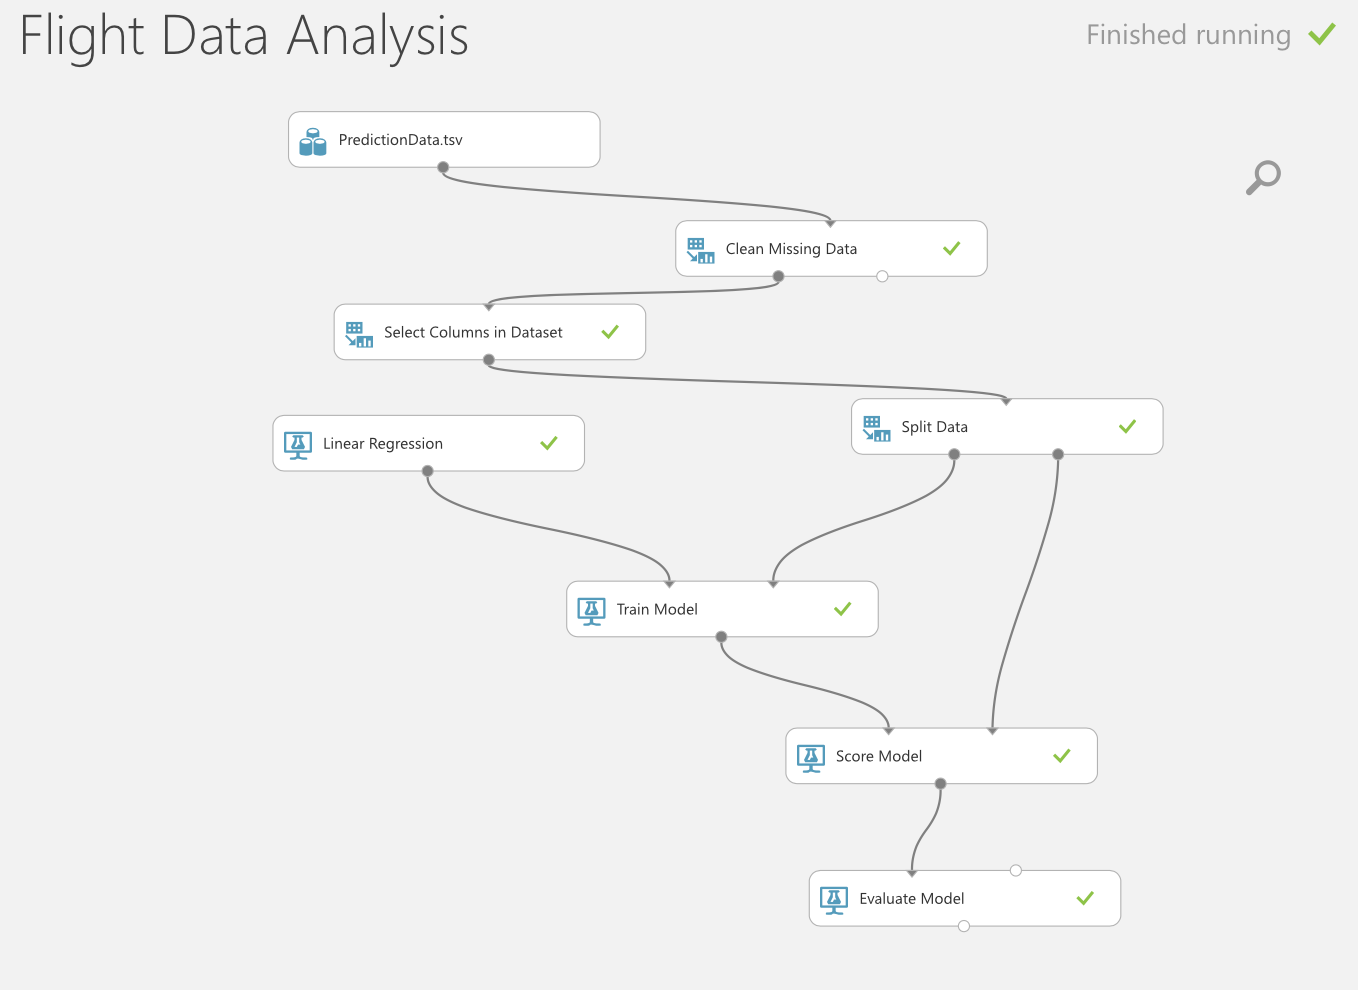 Flight Data Analysis
Finished running
PredictionData.tsv
Clean Missing Data
Select Columns in Dataset
Split Data
Linear Regression
Train Model
Score Model
Evaluate Model